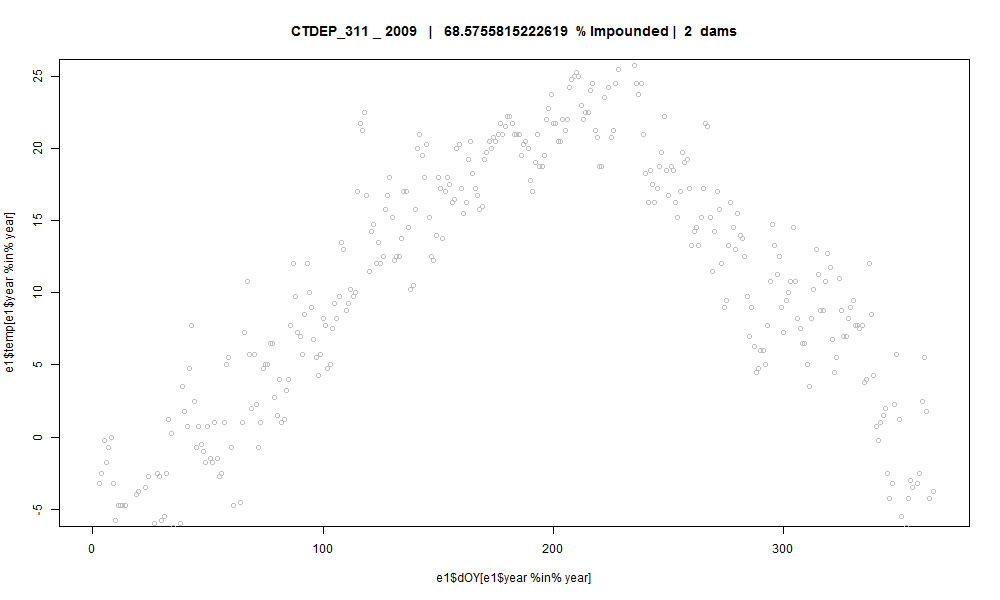 CTDEP_311 _ 2009 | 68.5755815222619 % Impounded | 2 dams
e1$temp[e1$year %in% year]
25
20
15
10
5
0
-5
0 100 200 300
e1$dOY[e1$year %in% year]